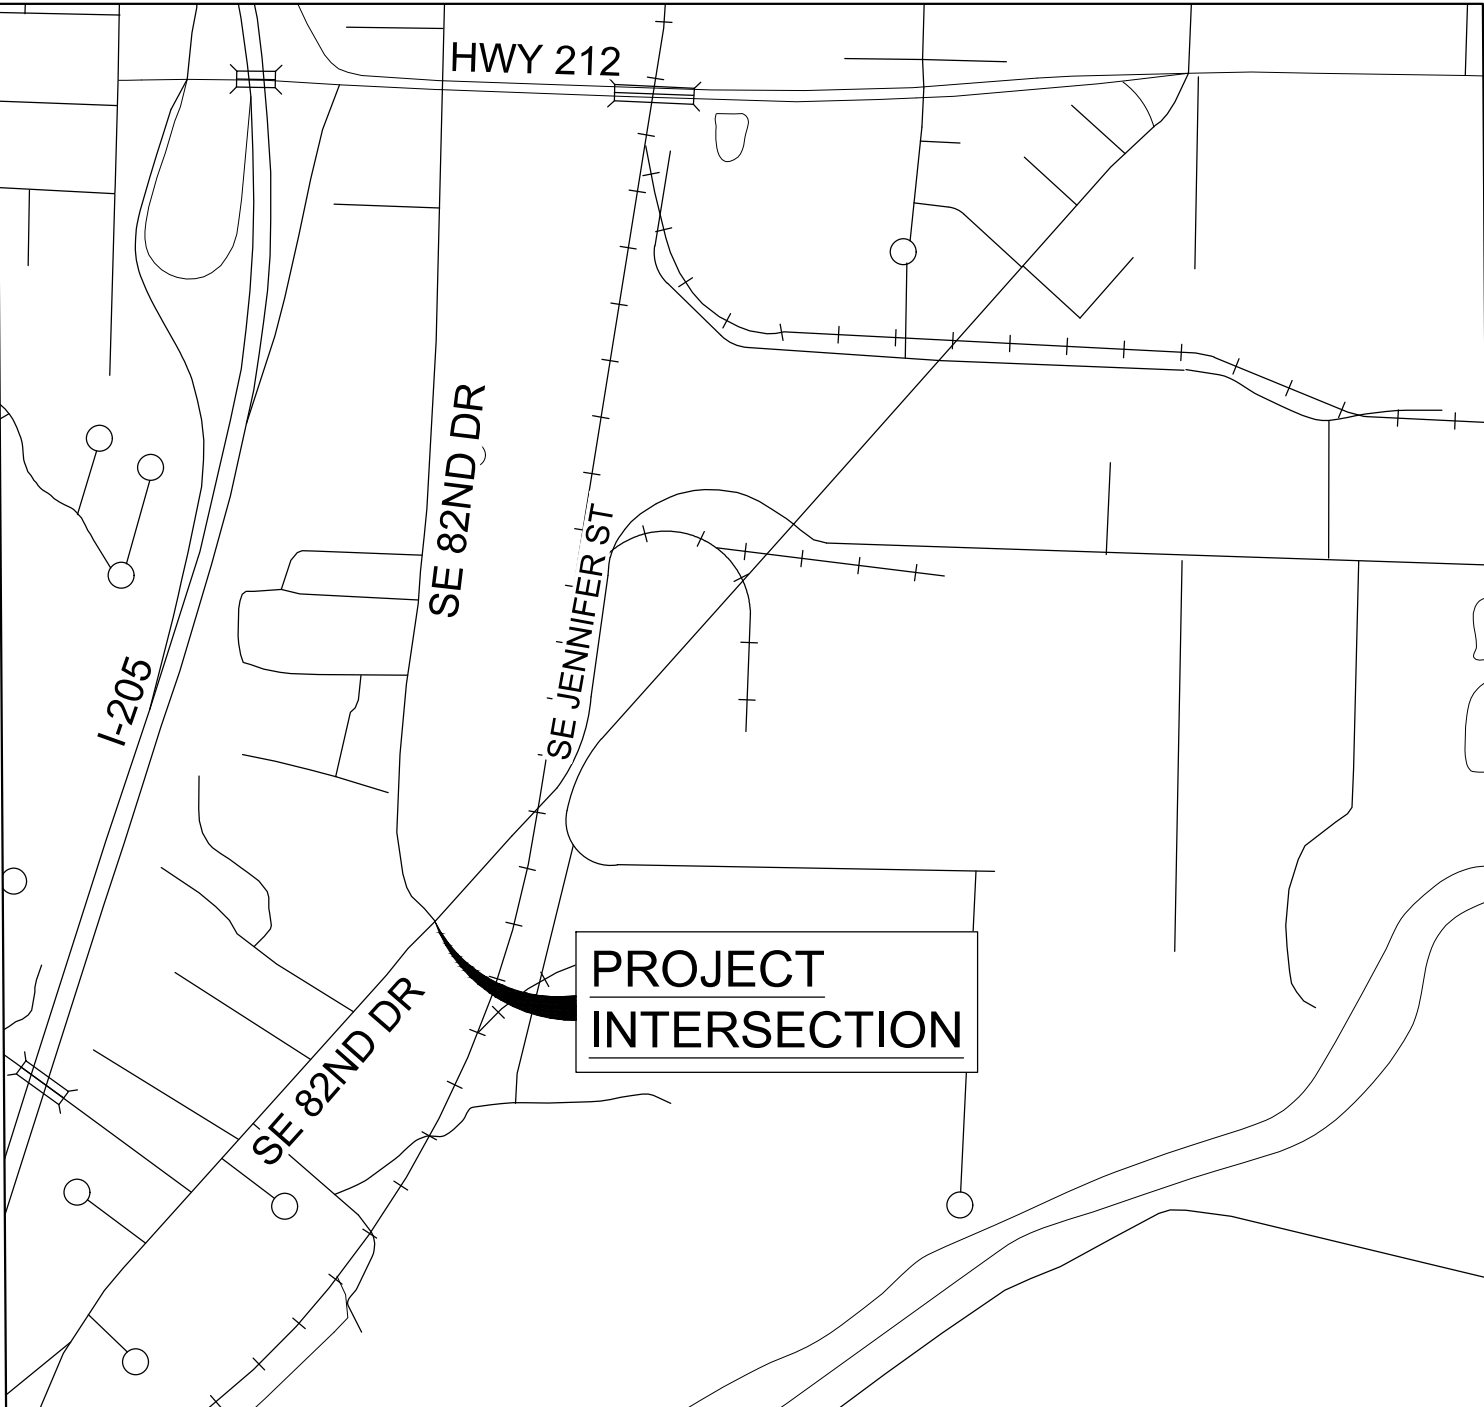 HWY 212
SE 82ND DR
SE JENNIFER ST
I-205
PROJECT
INTERSECTION
SE 82ND DR